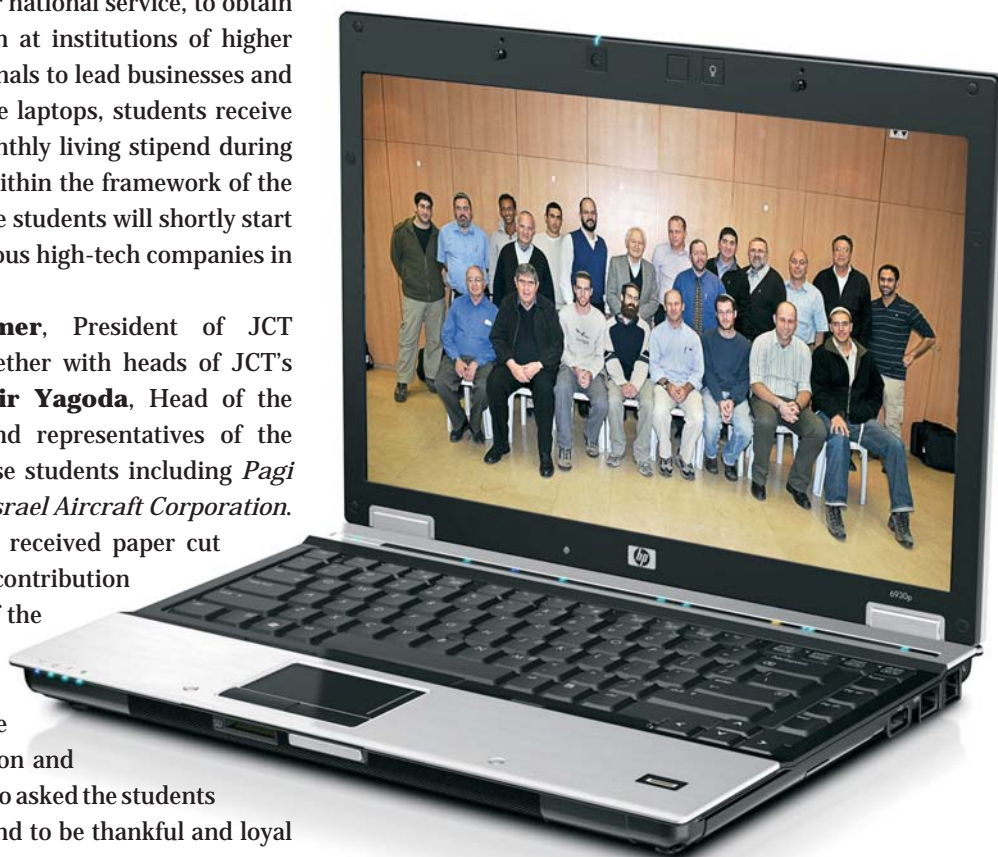 r national service, to obtain
n at institutions of higher
nals to lead businesses and
e laptops, students receive
nthly living stipend during
ithin the framework of the
e students will shortly start
ous high-tech companies in
mer, President of JCT
ether with heads of JCT's
ir Yagoda, Head of the
nd representatives of the
se students including Pagi
srael Aircraft Corporation.
received paper cut
contribution
f the
e
on and
o asked the students
nd to be thankful and loyal
hp
6930p